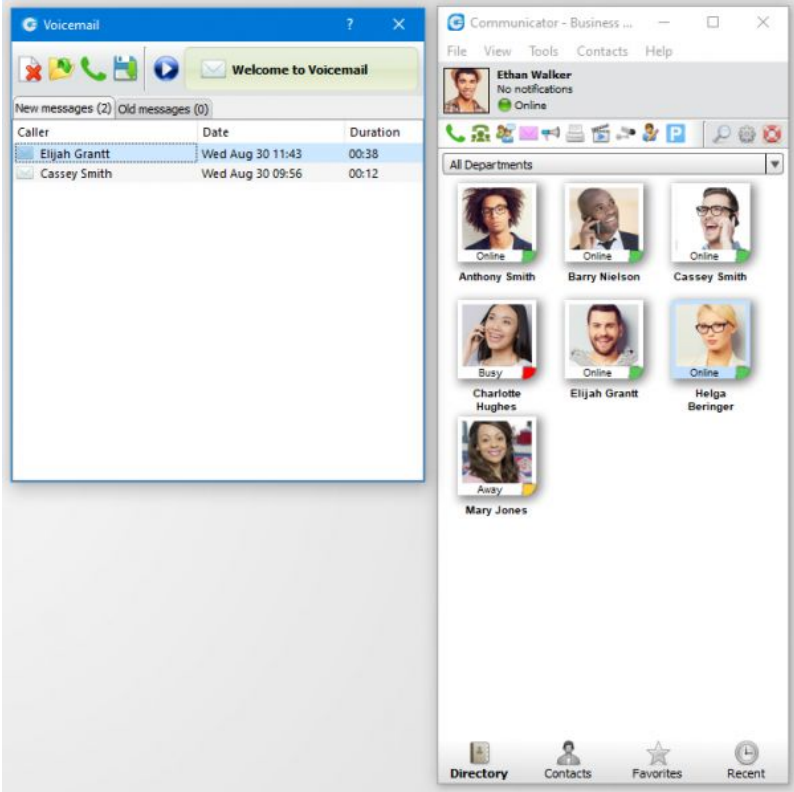 Voicemail
?
Welcome to Voicemail
New messages (2) Old messages (0)
Caller Date Duration
Elijah Grantt Wed Aug 30 11:43 00:38
Cassey Smith Wed Aug 30 09:56 00:12
Communicator - Business ...
File View Tools Contacts Help
Ethan Walker
No notifications
Online
P
All Departments
Online Online Online
Anthony Smith Barry Nielson Cassey Smith
Busy Online Online
Charlotte Hughes Elijah Grantt Helga Beringer
Away
Mary Jones
Directory Contacts Favorites Recent